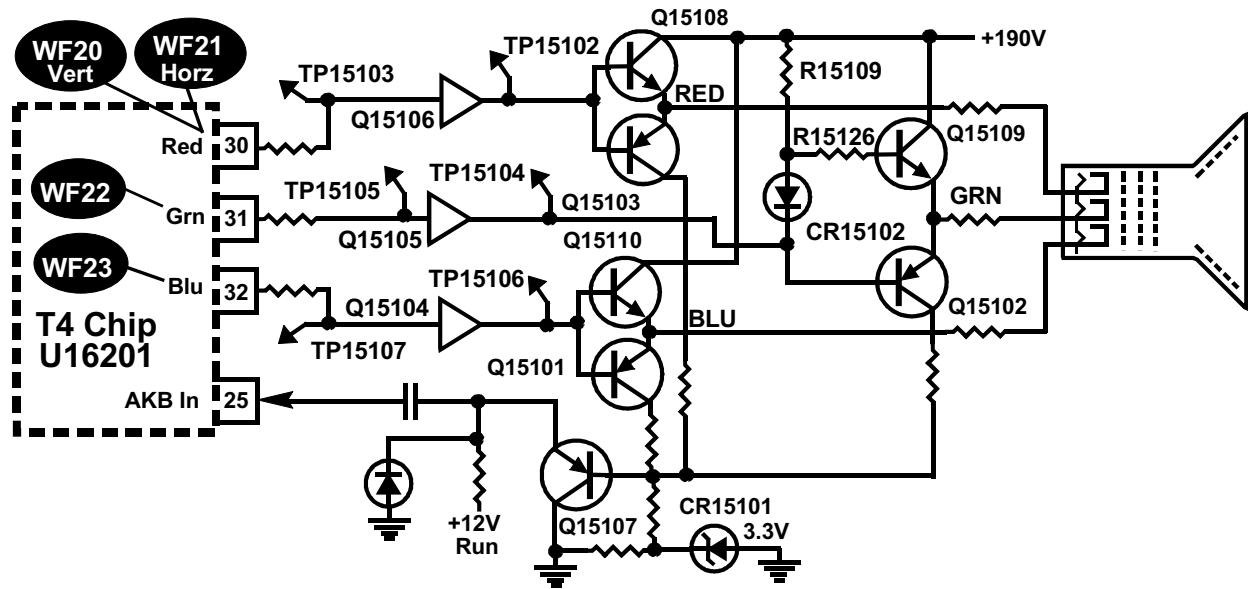 WF20
Vert
WF21
Horz
TP15103
TP15102
Q15108
+190V
R15109
RED
Q15106
Red
30
R15126
Q15109
WF22
TP15105
TP15104
Grn
31
Q15103
GRN
Q15105
Q15110
CR15102
WF23
Blu
32
TP15106
Q15104
Q15102
BLU
T4 Chip
U16201
TP15107
Q15101
AKB In
25
+12V
Run
Q15107
CR15101
3.3V